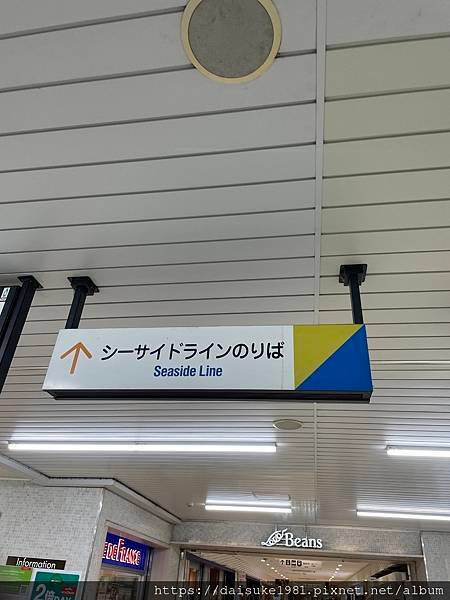 シーサイドラインのりば
Seaside Line
Beans
DE FRANCE
Information
https://daisuke1981.pixnet.net/album